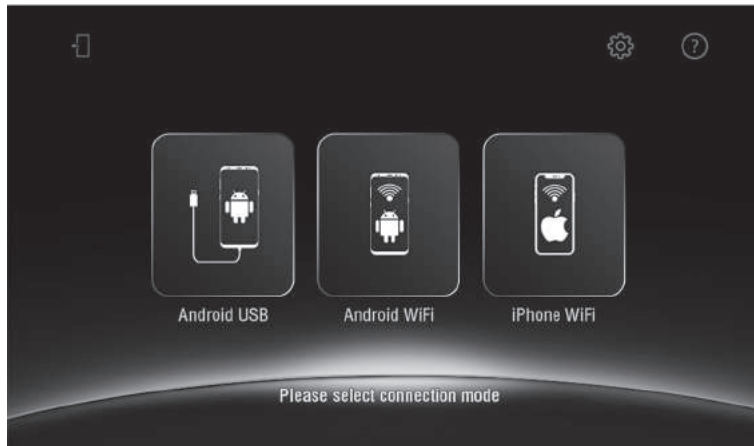 ?
Android USB
Android WiFi
iPhone WiFi
Please select connection mode